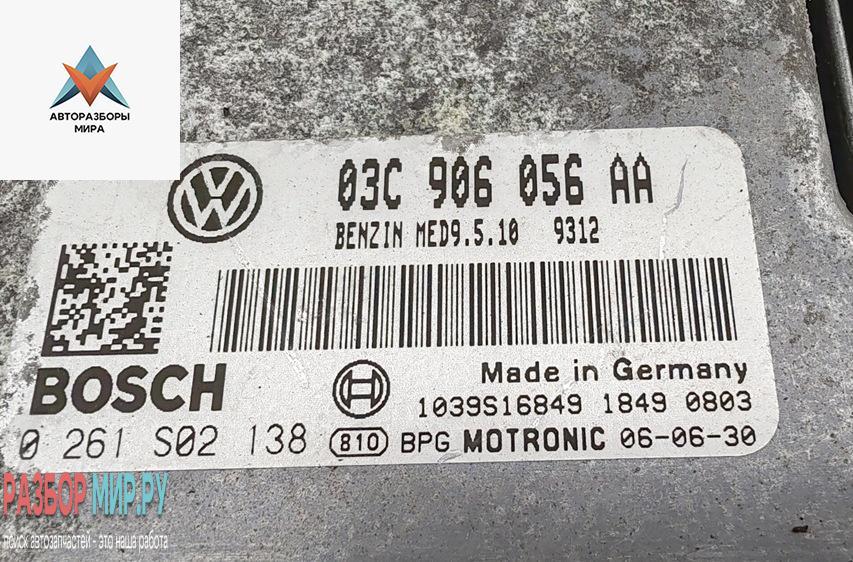 АВТОРАЗБОРЫ
МИРА
03C 906 056 AA
BENZIN MED9.5.10 9312
BOSCH
Made in Germany
1039S16849 1849 0803
0 261 S02 138 810 BPG MOTRONIC 06-06-30
РАЗБОР МИР.РУ
поиск автозапчастей - это наша работа